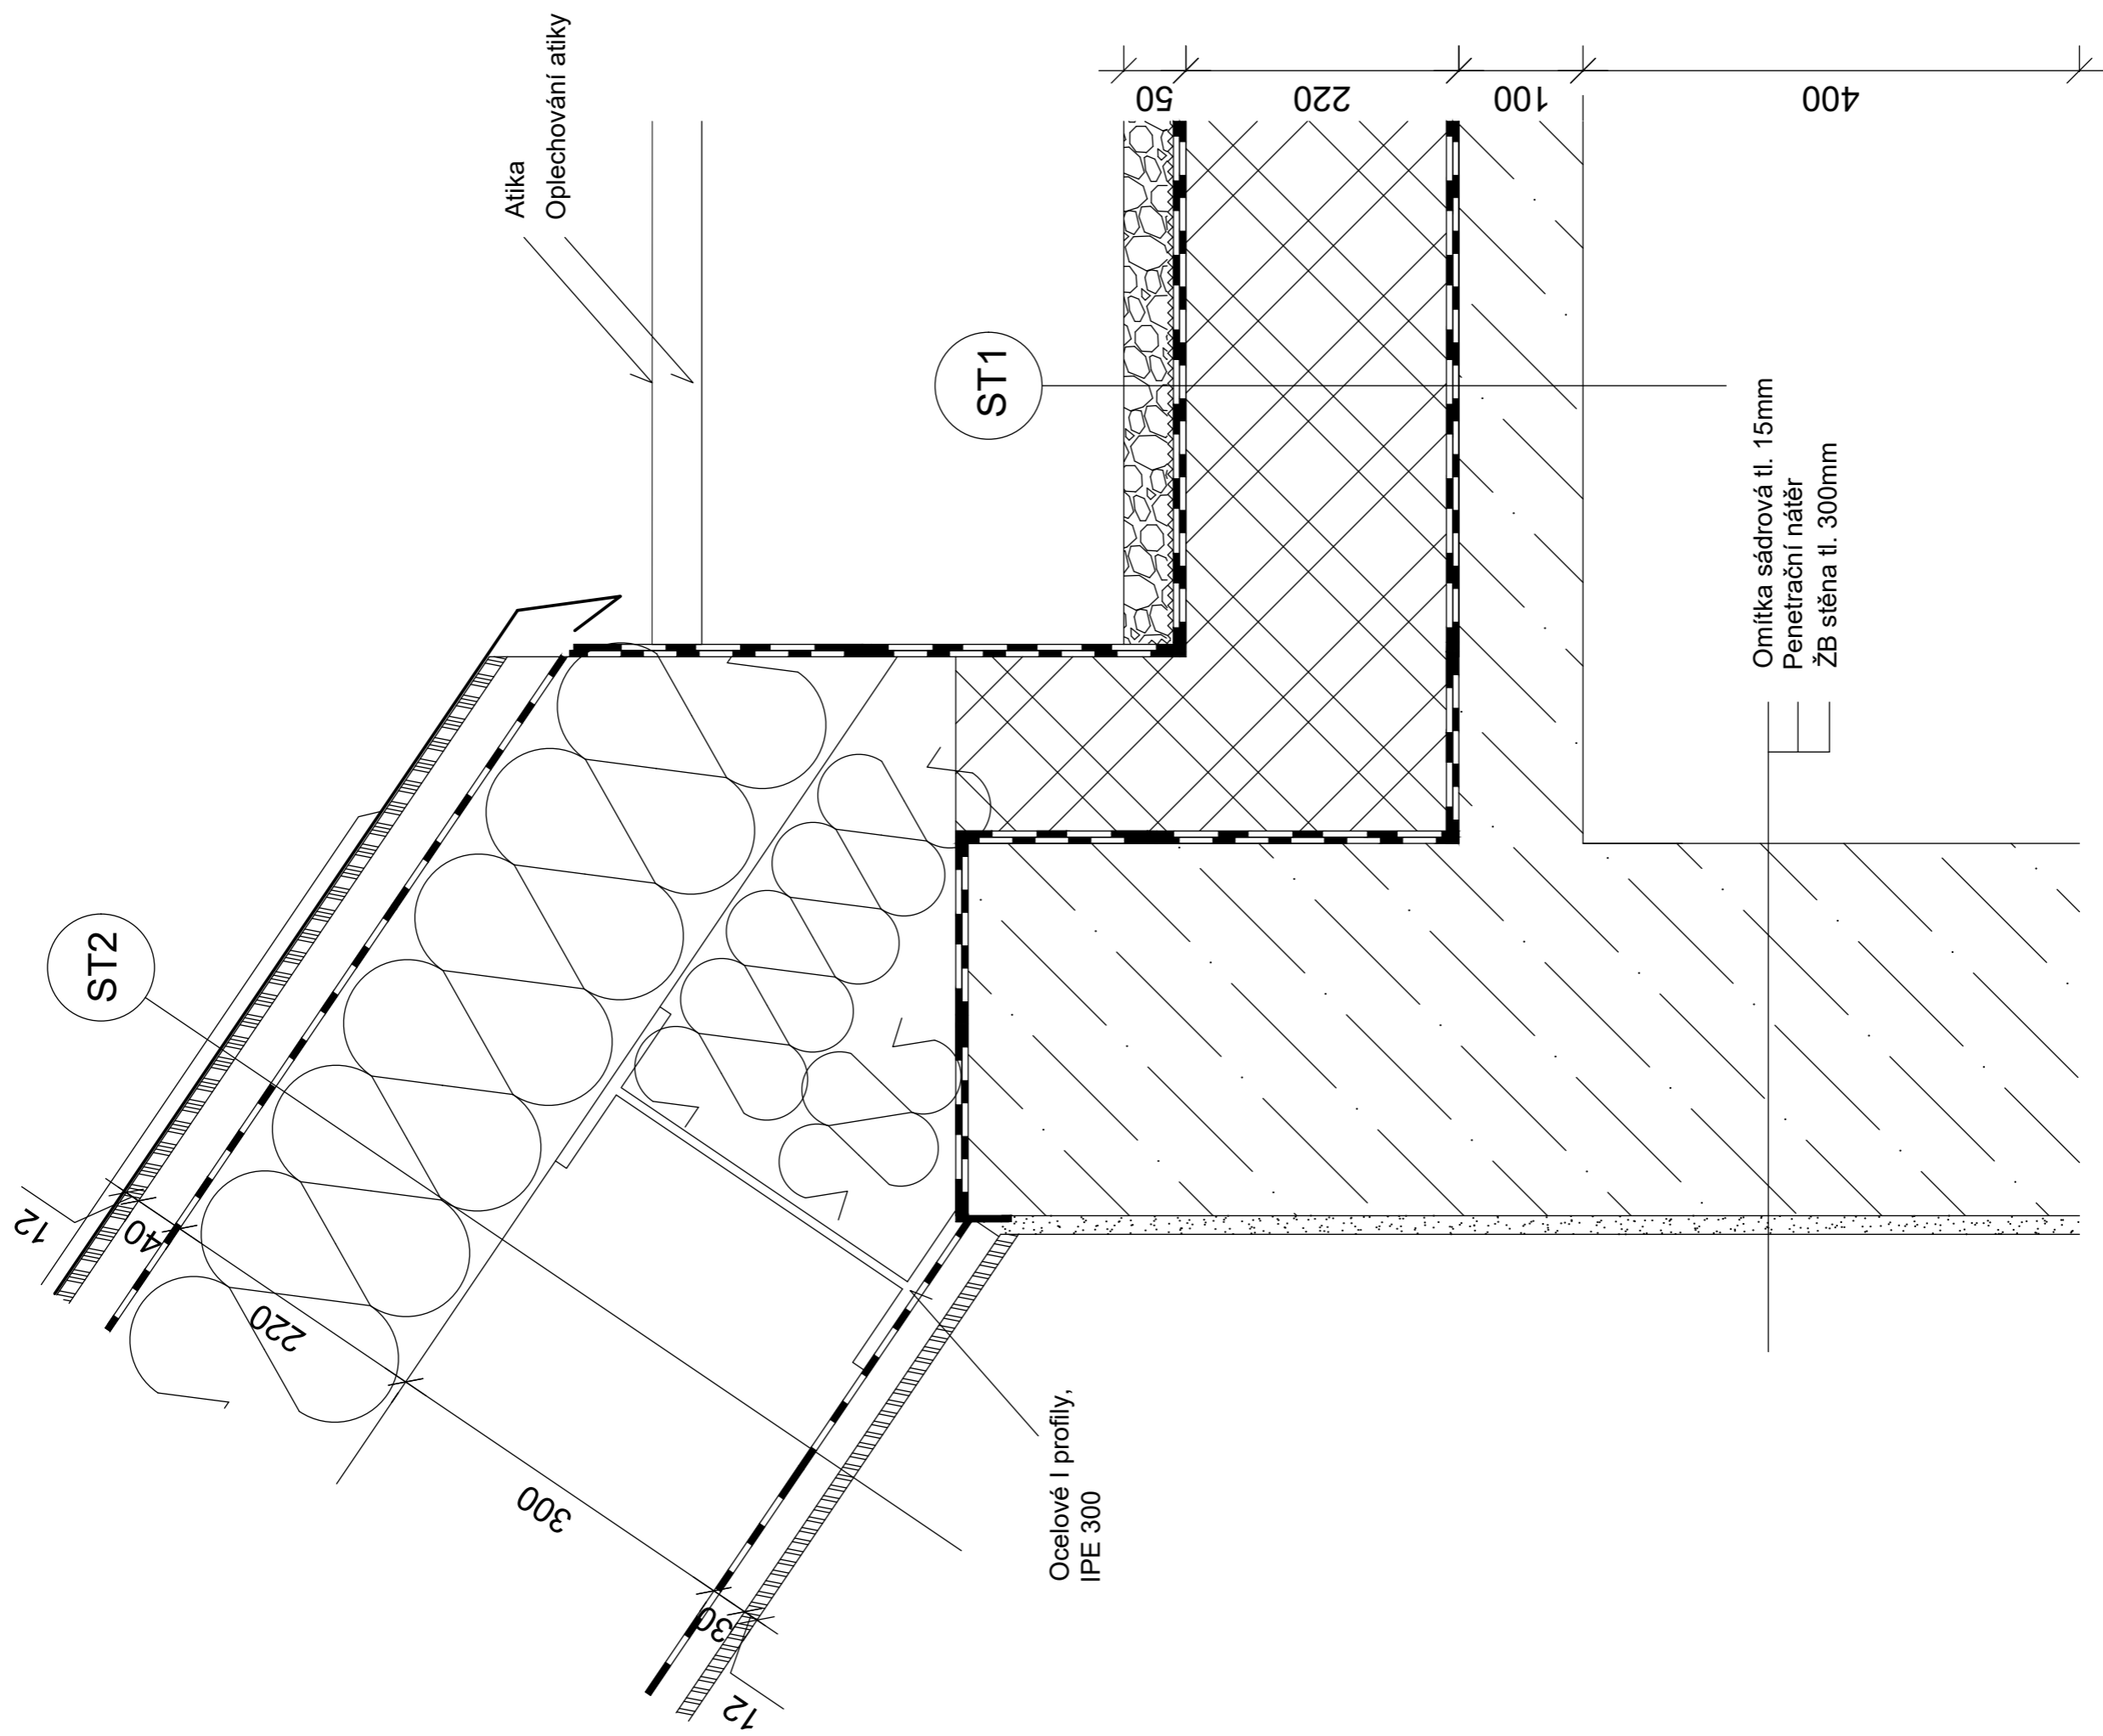 Atika
Oplechování atiky
ST1
ST2
50
220
100
400
12
40
220
300
30
12
Ocelové I profily,
IPE 300
Omítka sádrová tl. 15mm
Penetrační nátěr
ŽB stěna tl. 300mm